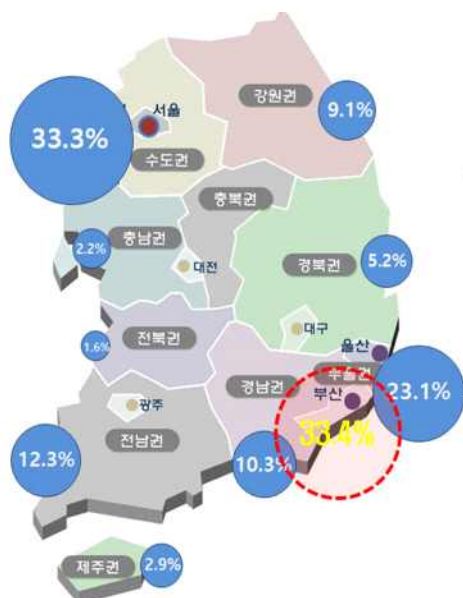 서울
강원권
9.1%
33.3%
수도권
충북권
충남권
2.2%
대전
경북권
5.2%
대구
울산
전북권
1.6%
경남권
수울권
부산
23.1%
33.4%
광주
전남권
12.3%
10.3%
제주권
2.9%